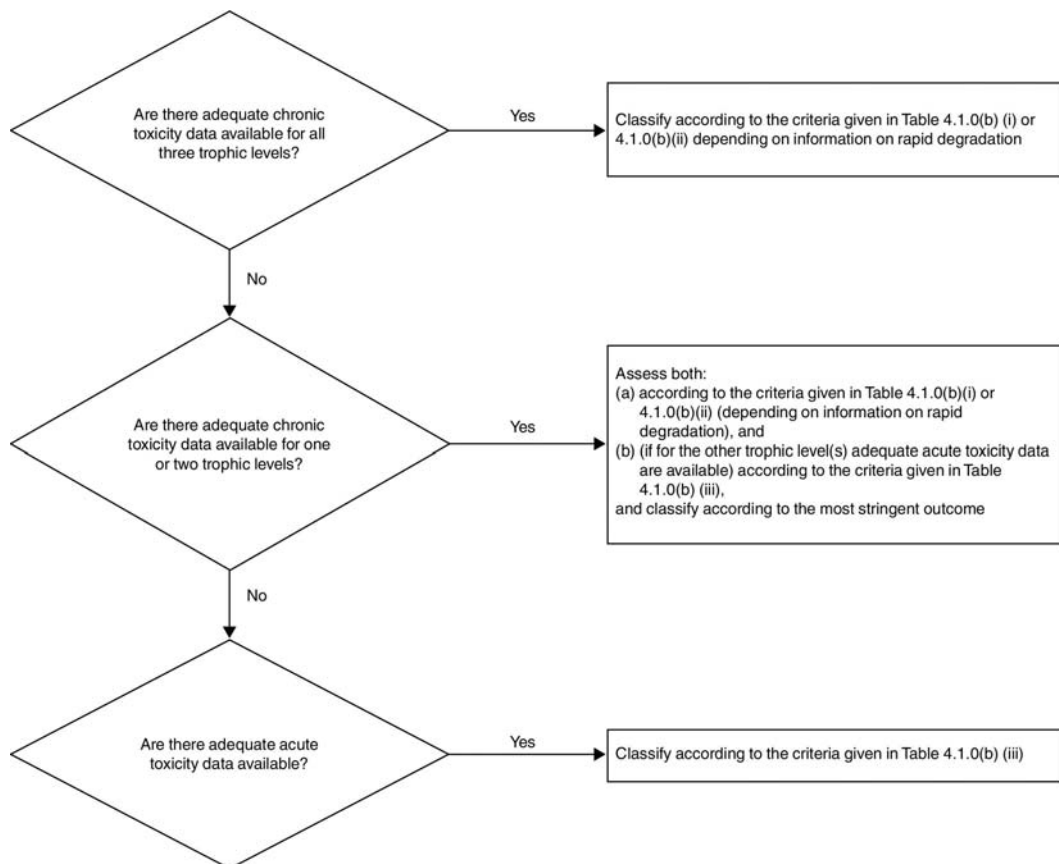 Are there adequate chronic
toxicity data available for all
three trophic levels?
Yes
Classify according to the criteria given in Table 4.1.0(b) (i) or
4.1.0(b)(ii) depending on information on rapid degradation
No
Are there adequate chronic
toxicity data available for one
or two trophic levels?
Yes
Assess both:
(a) according to the criteria given in Table 4.1.0(b)(i) or
4.1.0(b)(ii) (depending on information on rapid
degradation), and
(b) (if for the other trophic level(s) adequate acute toxicity data
are available) according to the criteria given in Table
4.1.0(b) (iii),
and classify according to the most stringent outcome
No
Are there adequate acute
toxicity data available?
Yes
Classify according to the criteria given in Table 4.1.0(b) (iii)